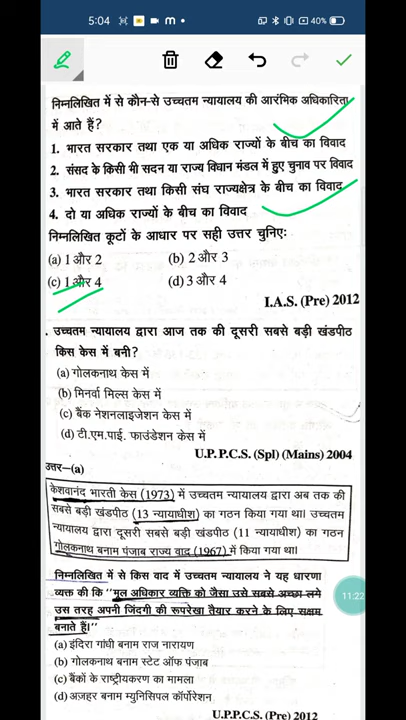 5:04
40%
निम्नलिखित में से कौन-से उच्चतम न्यायालय की आरंभिक अधिकारिता
में आते हैं?
1. भारत सरकार तथा एक या अधिक राज्यों के बीच का विवाद
2. संसद के किसी भी सदन या राज्य विधान मंडल में हुए चुनाव पर विवाद
3. भारत सरकार तथा किसी संघ राज्यक्षेत्र के बीच का विवाद
4. दो या अधिक राज्यों के बीच का विवाद
निम्नलिखित कूटों के आधार पर सही उत्तर चुनिए:
(a) 1 और 2 (b) 2 और 3
(c) 1 और 4 (d) 3 और 4
I.A.S. (Pre) 2012
. उच्चतम न्यायालय द्वारा आज तक की दूसरी सबसे बड़ी खंडपीठ
किस केस में बनी?
(a) गोलकनाथ केस में
(b) मिनर्वा मिल्स केस में
(c) बैंक नेशनलाइजेशन केस में
(d) टी.एम.पाई. फाउंडेशन केस में
U.P.P.C.S. (Spl) (Mains) 2004
उत्तर—(a)
केशवानंद भारती केस (1973) में उच्चतम न्यायालय द्वारा अब तक की
सबसे बड़ी खंडपीठ (13 न्यायाधीश) का गठन किया गया था। उच्चतम
न्यायालय द्वारा दूसरी सबसे बड़ी खंडपीठ (11 न्यायाधीश) का गठन
गोलकनाथ बनाम पंजाब राज्य वाद (1967) में किया गया था।
निम्नलिखित में से किस वाद में उच्चतम न्यायालय ने यह धारणा
व्यक्त की कि ‘‘मूल अधिकार व्यक्ति को जैसा उसे सबसे अच्छा लगे
उस तरह अपनी जिंदगी की रूपरेखा तैयार करने के लिए सक्षम
बनाते हैं।’’
11:22
(a) इंदिरा गांधी बनाम राज नारायण
(b) गोलकनाथ बनाम स्टेट ऑफ पंजाब
(c) बैंकों के राष्ट्रीयकरण का मामला
(d) अज़हर बनाम म्युनिसिपल कॉर्पोरेशन
U.P.P.C.S. (Pre) 2012